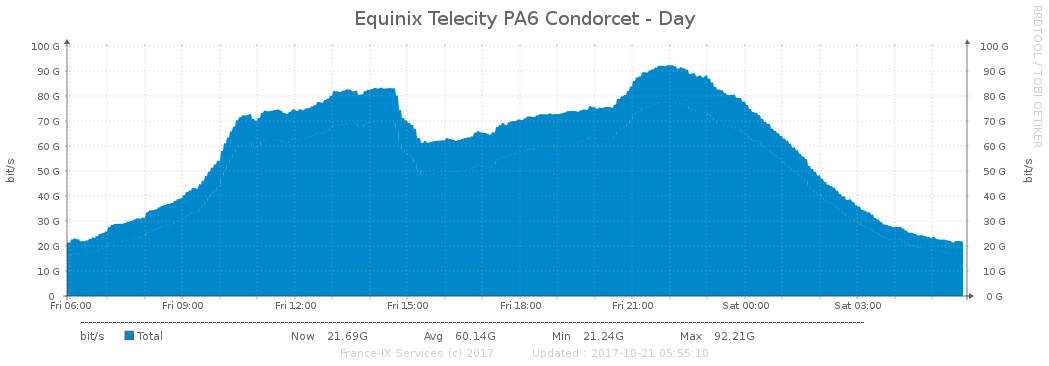 Equinix Telecity PA6 Condorcet - Day
RRDTOOL / TOBI OETIKER
100 G 100 G
90 G 90 G
80 G 80 G
70 G 70 G
60 G 60 G
50 G 50 G
40 G 40 G
30 G 30 G
20 G 20 G
10 G 10 G
0 0 G
bit/s bit/s
Fri 06:00 Fri 09:00 Fri 12:00 Fri 15:00 Fri 18:00 Fri 21:00 Sat 00:00 Sat 03:00
bit/s Total Now 21.69G Avg 60.14G Min 21.24G Max 92.21G
France-IX Services (c) 2017 Updated : 2017-10-21 05:55:10